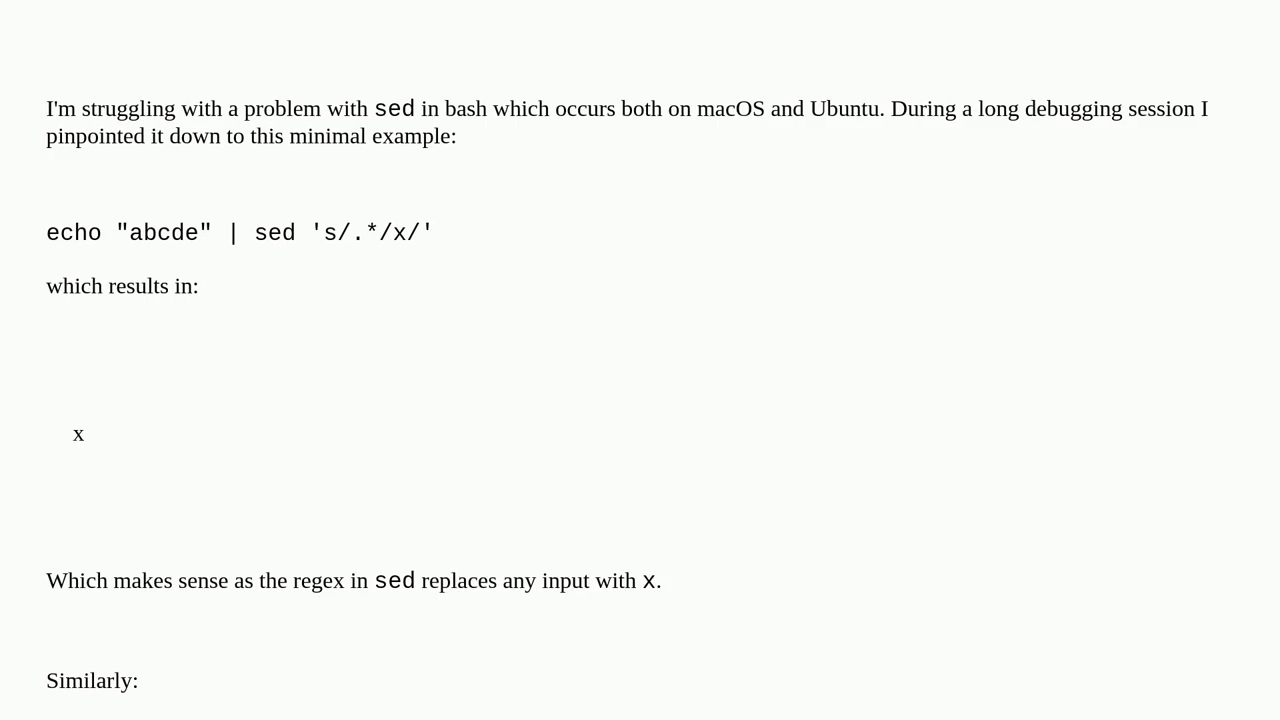 I'm struggling with a problem with sed in bash which occurs both on macOS and Ubuntu. During a long debugging session I
pinpointed it down to this minimal example:
echo "abcde" | sed 's/.*/x/'
which results in:
x
Which makes sense as the regex in sed replaces any input with x.
Similarly: